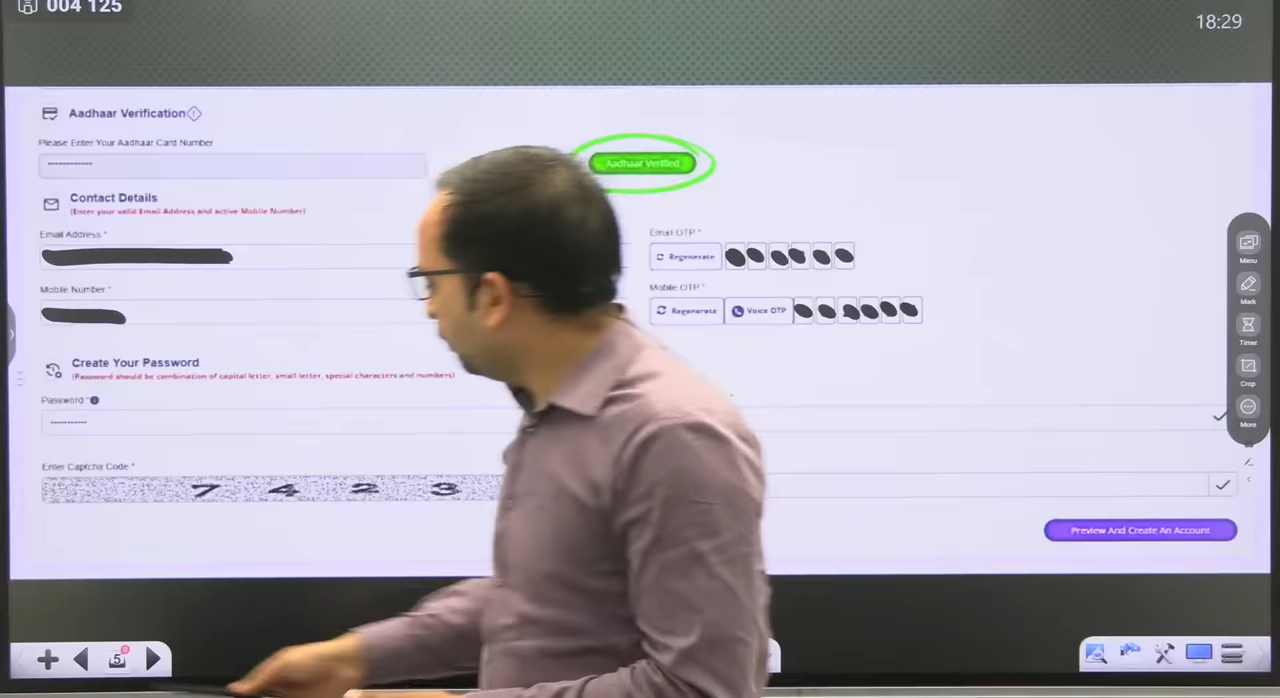 004 125
18:29
Aadhaar Verification
Please Enter Your Aadhaar Card Number
Aadhaar Verified
Contact Details
(Enter your valid Email Address and active Mobile Number)
Email Address *
Email OTP *
Regenerate
Mobile Number *
Mobile OTP *
Regenerate
Voice OTP
Create Your Password
(Password should be combination of capital letter, small letter, special characters and numbers)
Password *
Enter Captcha Code *
7 4 2 3
Preview And Create An Account
Menu
Mark
Timer
Crop
More
5
0